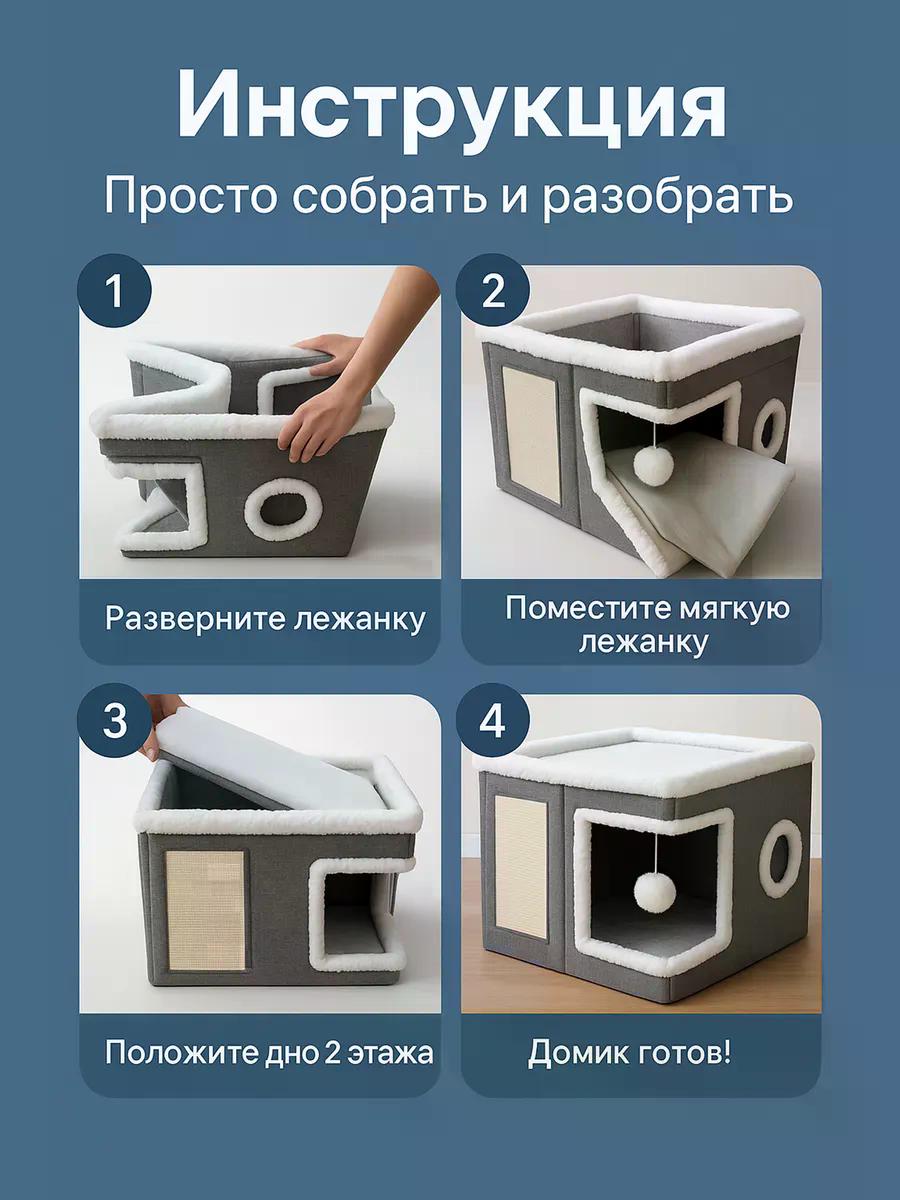 Инструкция
Просто собрать и разобрать
1
Разверните лежанку
2
Поместите мягкую
лежанку
3
Положите дно 2 этажа
4
Домик готов!